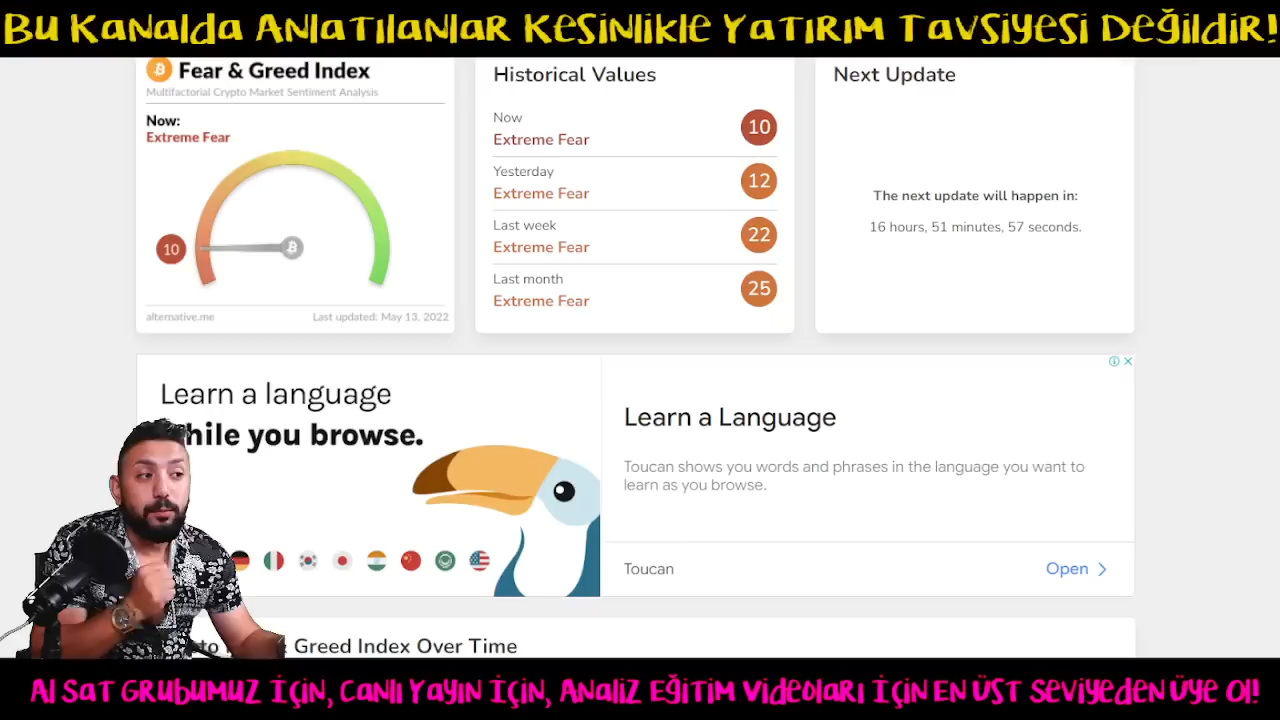 Bu Kanalda Anlatılanlar Kesinlikle Yatırım Tavsiyesi Değildir!
Fear & Greed Index
Multifactorial Crypto Market Sentiment Analysis
Now:
Extreme Fear
10
alternative.me
Last updated: May 13, 2022
Historical Values
Now
Extreme Fear
10
Yesterday
Extreme Fear
12
Last week
Extreme Fear
22
Last month
Extreme Fear
25
Next Update
The next update will happen in:
16 hours, 51 minutes, 57 seconds.
Learn a language
hile you browse.
Learn a Language
Toucan shows you words and phrases in the language you want to
learn as you browse.
Toucan
Open
Greed Index Over Time
Al Sat Grubumuz İçin, Canlı Yayın İçin, Analiz Eğitim Videoları İçin En Üst Seviyeden Üye Ol!